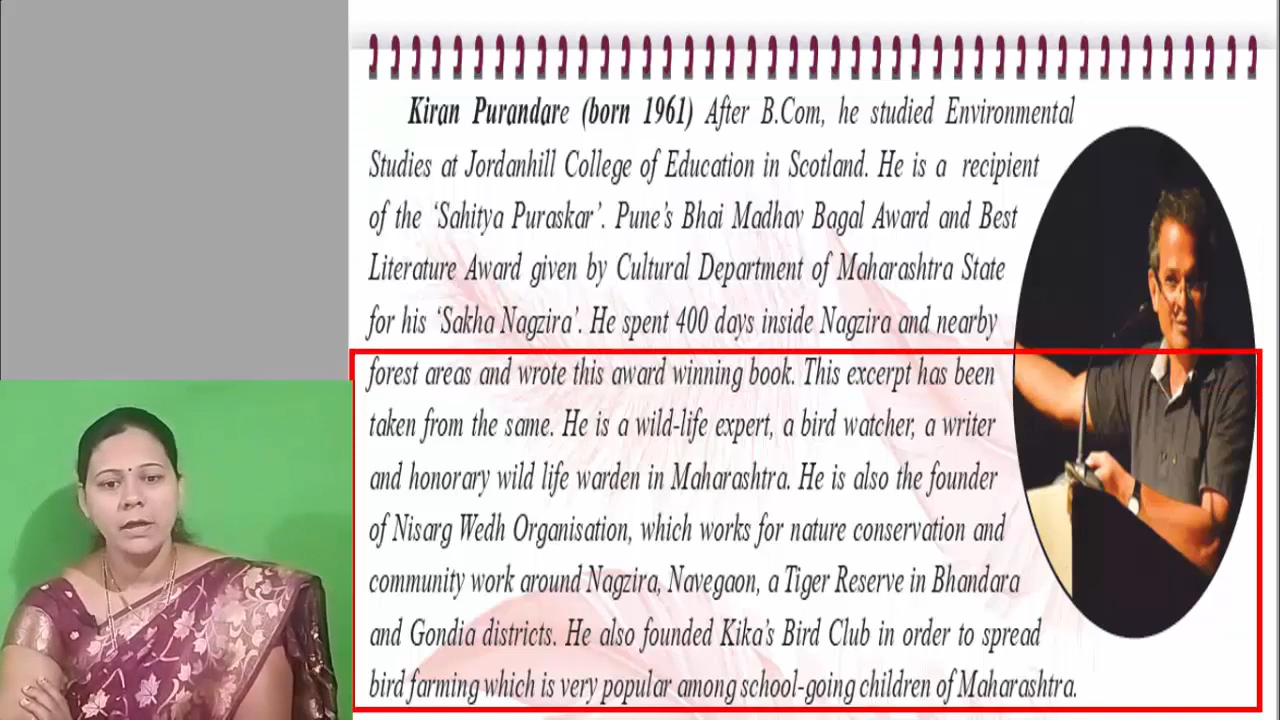 Kiran Purandare (born 1961) After B.Com, he studied Environmental
Studies at Jordanhill College of Education in Scotland. He is a recipient
of the ‘Sahitya Puraskar’. Pune’s Bhai Madhav Bagal Award and Best
Literature Award given by Cultural Department of Maharashtra State
for his ‘Sakha Nagzira’. He spent 400 days inside Nagzira and nearby
forest areas and wrote this award winning book. This excerpt has been
taken from the same. He is a wild-life expert, a bird watcher, a writer
and honorary wild life warden in Maharashtra. He is also the founder
of Nisarg Wedh Organisation, which works for nature conservation and
community work around Nagzira, Navegaon, a Tiger Reserve in Bhandara
and Gondia districts. He also founded Kika’s Bird Club in order to spread
bird farming which is very popular among school-going children of Maharashtra.